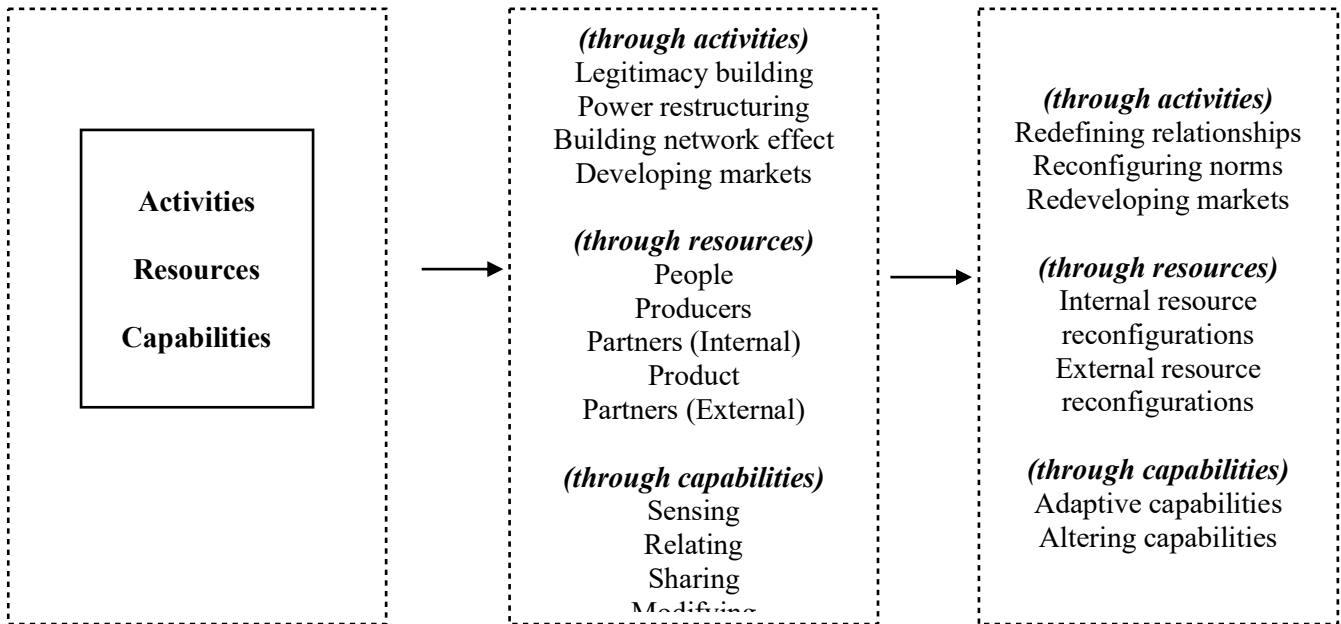 Activities
Resources
Capabilities
(through activities)
Legitimacy building
Power restructuring
Building network effect
Developing markets
(through resources)
People
Producers
Partners (Internal)
Product
Partners (External)
(through capabilities)
Sensing
Relating
Sharing
Modifying
(through activities)
Redefining relationships
Reconfiguring norms
Redeveloping markets
(through resources)
Internal resource
reconfigurations
External resource
reconfigurations
(through capabilities)
Adaptive capabilities
Altering capabilities